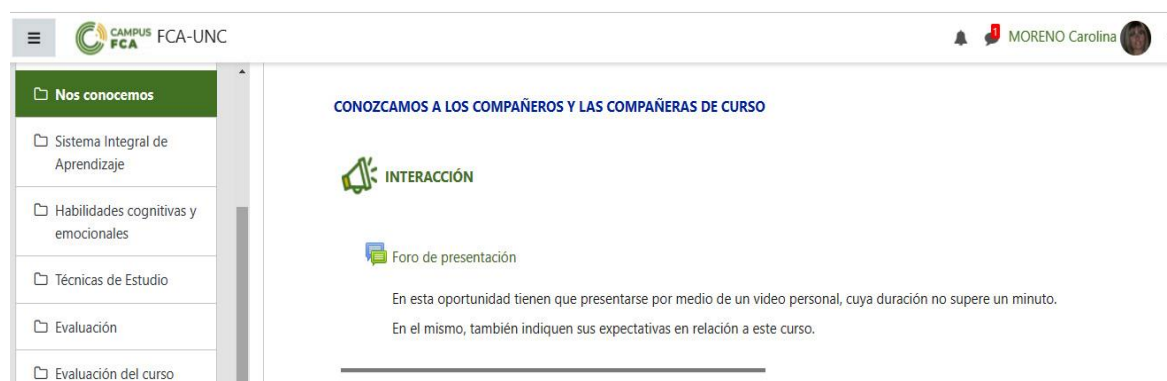 CAMPUS
FCA
FCA-UNC
1
MORENO Carolina
Nos conocemos
Sistema Integral de
Aprendizaje
Habilidades cognitivas y
emocionales
Técnicas de Estudio
Evaluación
Evaluación del curso
CONOZCAMOS A LOS COMPAÑEROS Y LAS COMPAÑERAS DE CURSO
INTERACCIÓN
Foro de presentación
En esta oportunidad tienen que presentarse por medio de un video personal, cuya duración no supere un minuto.
En el mismo, también indiquen sus expectativas en relación a este curso.